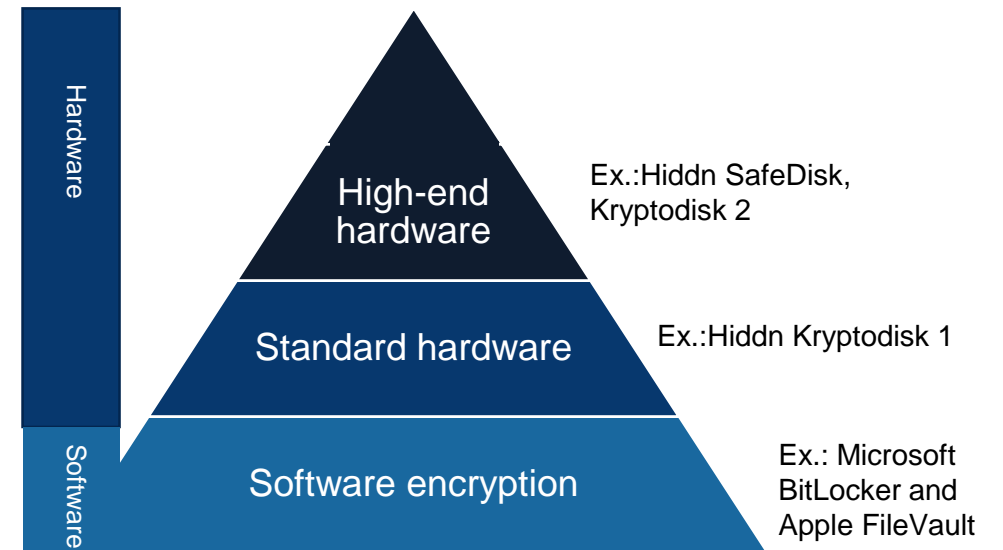 Hardware
High-end
hardware
Ex.:Hiddn SafeDisk,
Kryptodisk 2
Standard hardware
Ex.:Hiddn Kryptodisk 1
Software
Software encryption
Ex.: Microsoft
BitLocker and
Apple FileVault